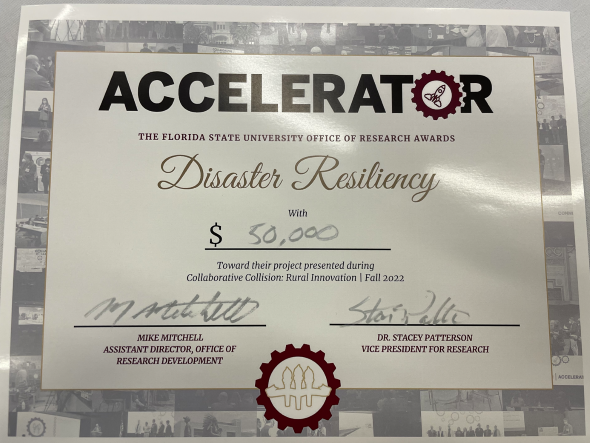 ACCELERATOR
THE FLORIDA STATE UNIVERSITY OFFICE OF RESEARCH AWARDS
Disaster Resiliency
With
$ 50,000
Toward their project presented during
Collaborative Collision: Rural Innovation | Fall 2022
M Mitchell
MIKE MITCHELL
ASSISTANT DIRECTOR, OFFICE OF
RESEARCH DEVELOPMENT
DR. STACEY PATTERSON
VICE PRESIDENT FOR RESEARCH